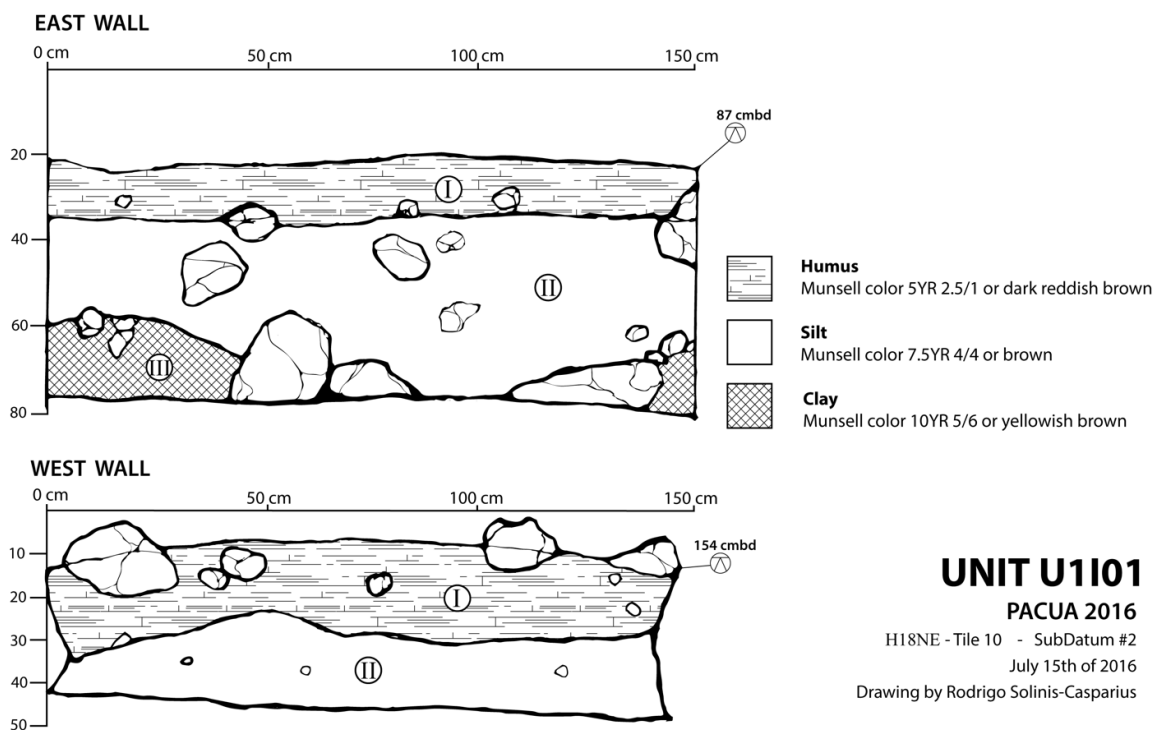 EAST WALL
0 cm
50 cm
100 cm
150 cm
87 cmbd
20
40
60
80
I
II
III
Humus
Munsell color 5YR 2.5/1 or dark reddish brown
Silt
Munsell color 7.5YR 4/4 or brown
Clay
Munsell color 10YR 5/6 or yellowish brown
WEST WALL
0 cm
50 cm
100 cm
150 cm
154 cmbd
10
20
30
40
50
I
II
UNIT U1I01
PACUA 2016
H18NE - Tile 10 - SubDatum #2
July 15th of 2016
Drawing by Rodrigo Solinis-Casparius